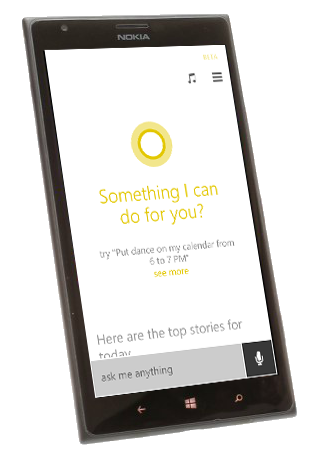 NOKIA
BETA
Something I can
do for you?
try "Put dance on my calendar from
6 to 7 PM"
see more
Here are the top stories for
today
ask me anything